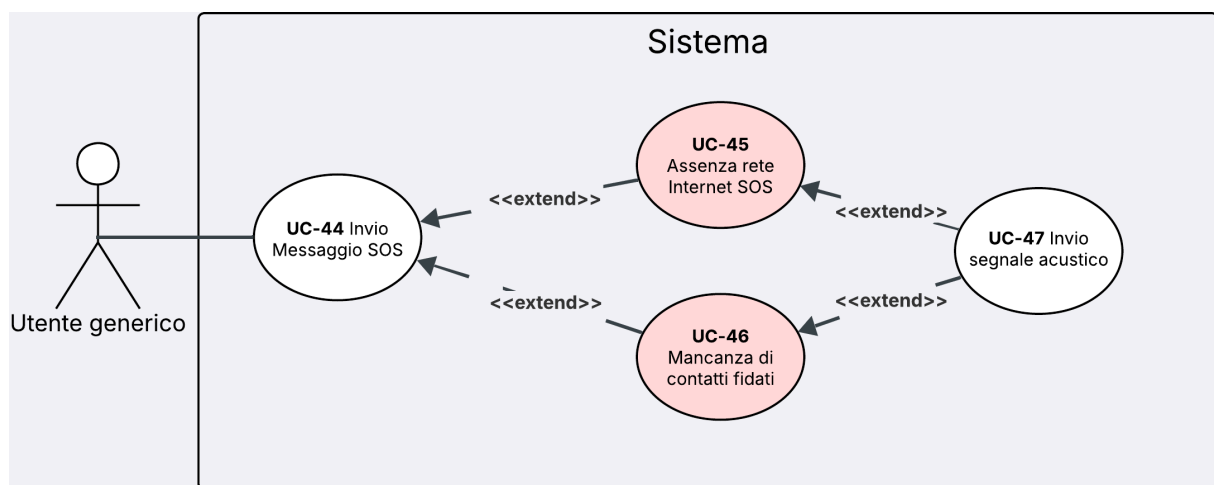 Sistema
UC-45
Assenza rete
Internet SOS
<<extend>>
<<extend>>
UC-44 Invio
Messaggio SOS
UC-47 Invio
segnale acustico
<<extend>>
<<extend>>
Utente generico
UC-46
Mancanza di
contatti fidati